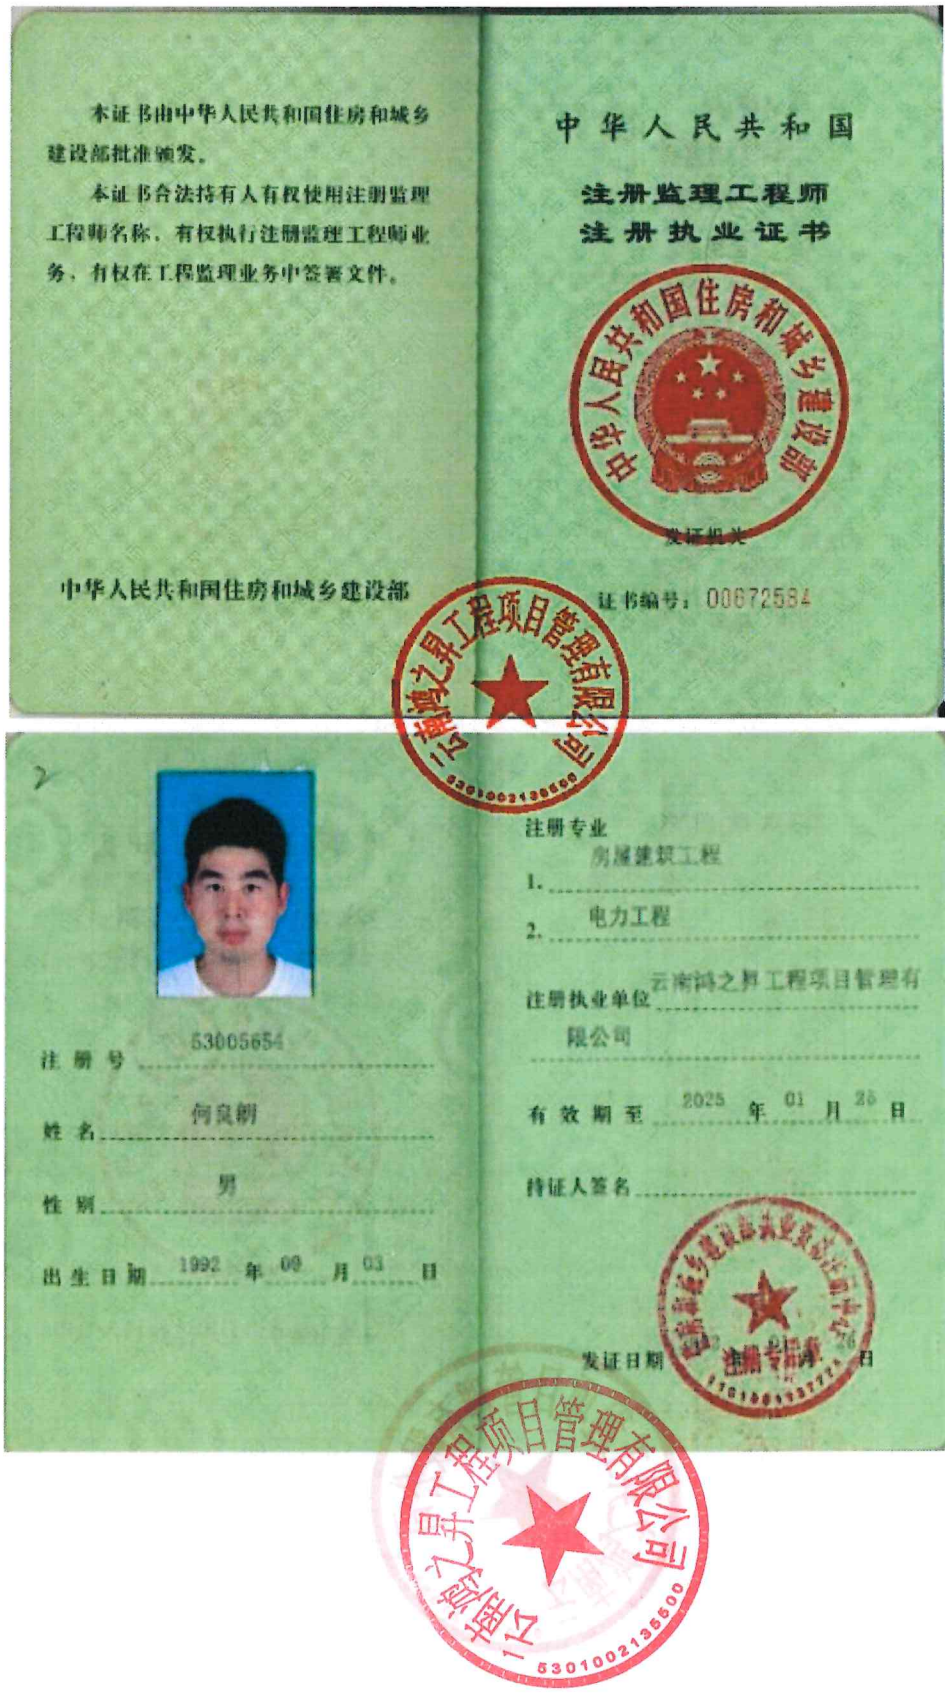 本证书由中华人民共和国住房和城乡
建设部批准颁发。
本证书合法持有人有权使用注册监理
工程师名称、有权执行注册监理工程师业
务、有权在工程监理业务中签署文件。
中华人民共和国住房和城乡建设部
中华人民共和国
注册监理工程师
注册执业证书
中华人民共和国住房和城乡建设部
发证机关
证书编号：00672584
云南鸿之昇工程项目管理有限公司
5301002135500
2
注册号 53005654
姓名 何良朝
性别 男
出生日期 1992 年 09 月 03 日
注册专业
1. 房屋建筑工程
2. 电力工程
注册执业单位 云南鸿之昇工程项目管理有
限公司
有效期至 2025 年 01 月 25 日
持证人签名
注册专用章
发证日期 日
云南鸿之昇工程项目管理有限公司
5301002135500